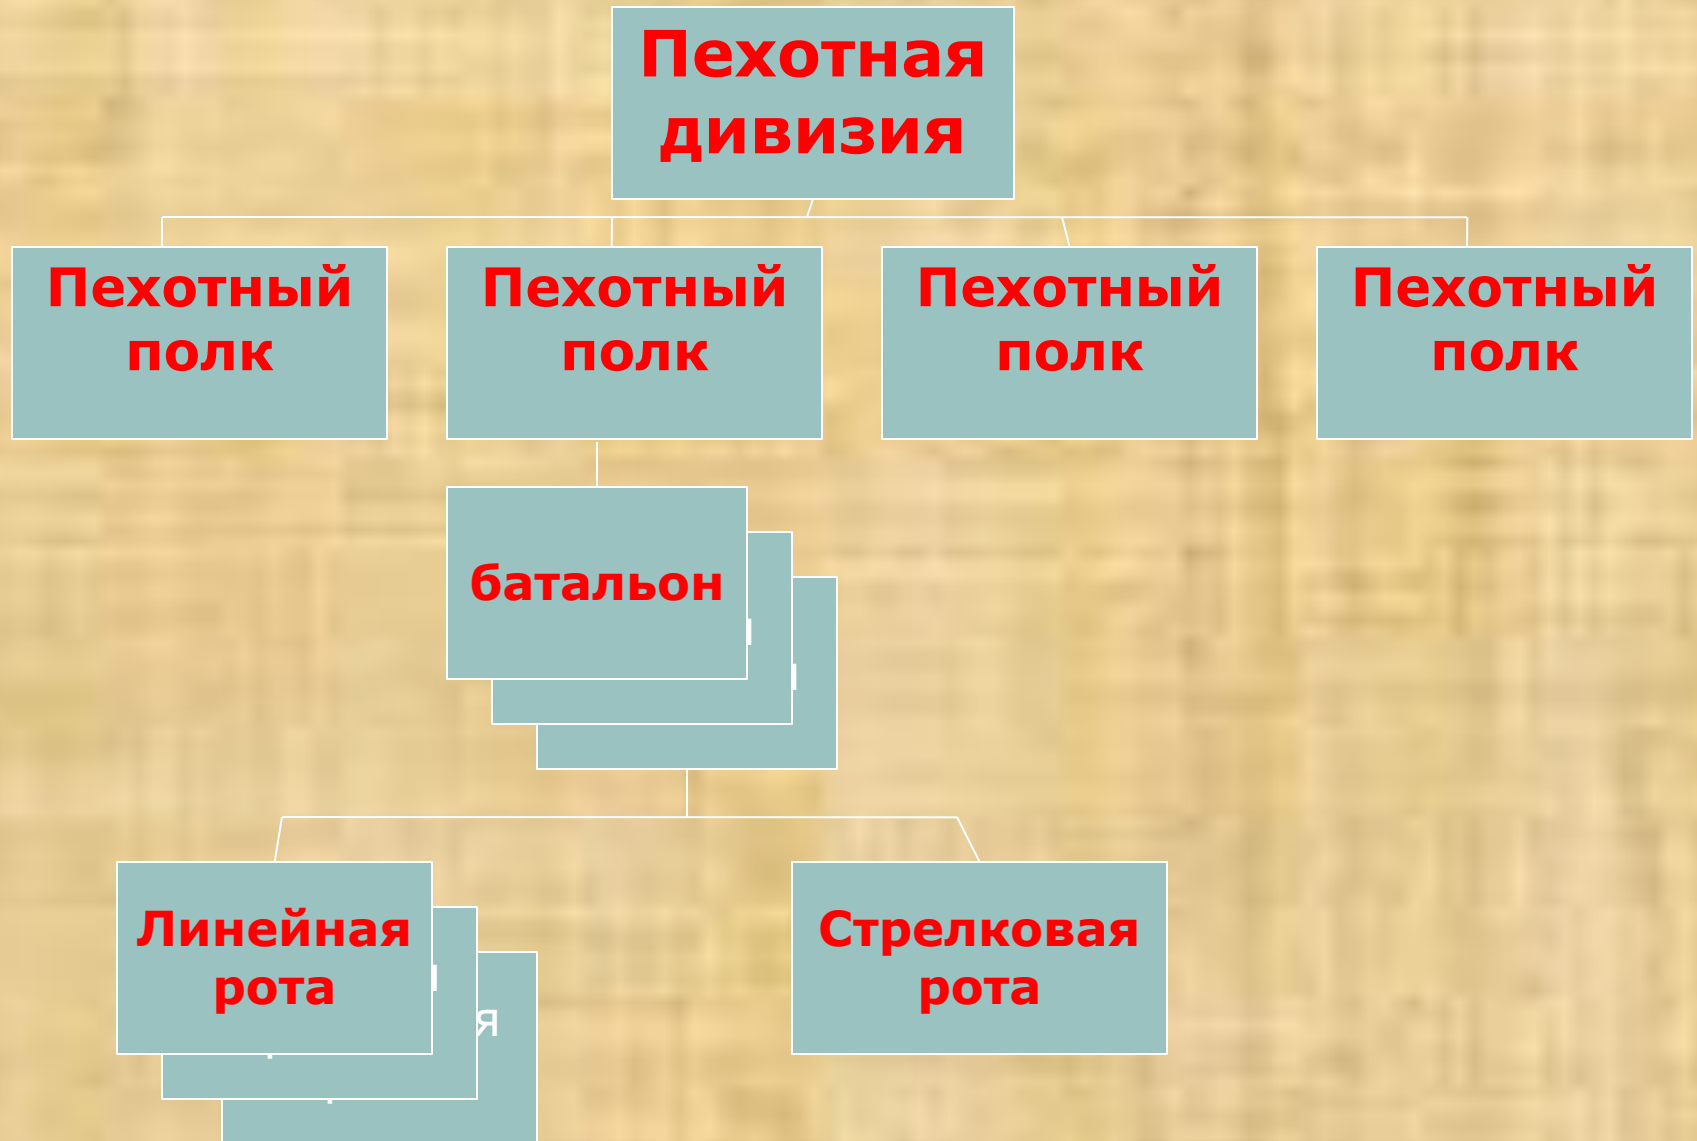 Пехотная
дивизия
Пехотный
полк
Пехотный
полк
Пехотный
полк
Пехотный
полк
батальон
Линейная
рота
Стрелковая
рота